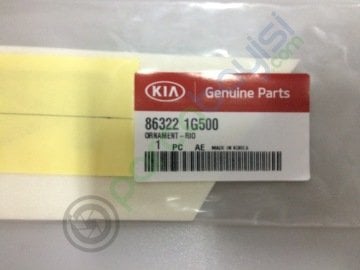 KIA Genuine Parts
86322 1G500
ORNAMENT-RIO
1 PC AE MADE IN KOREA